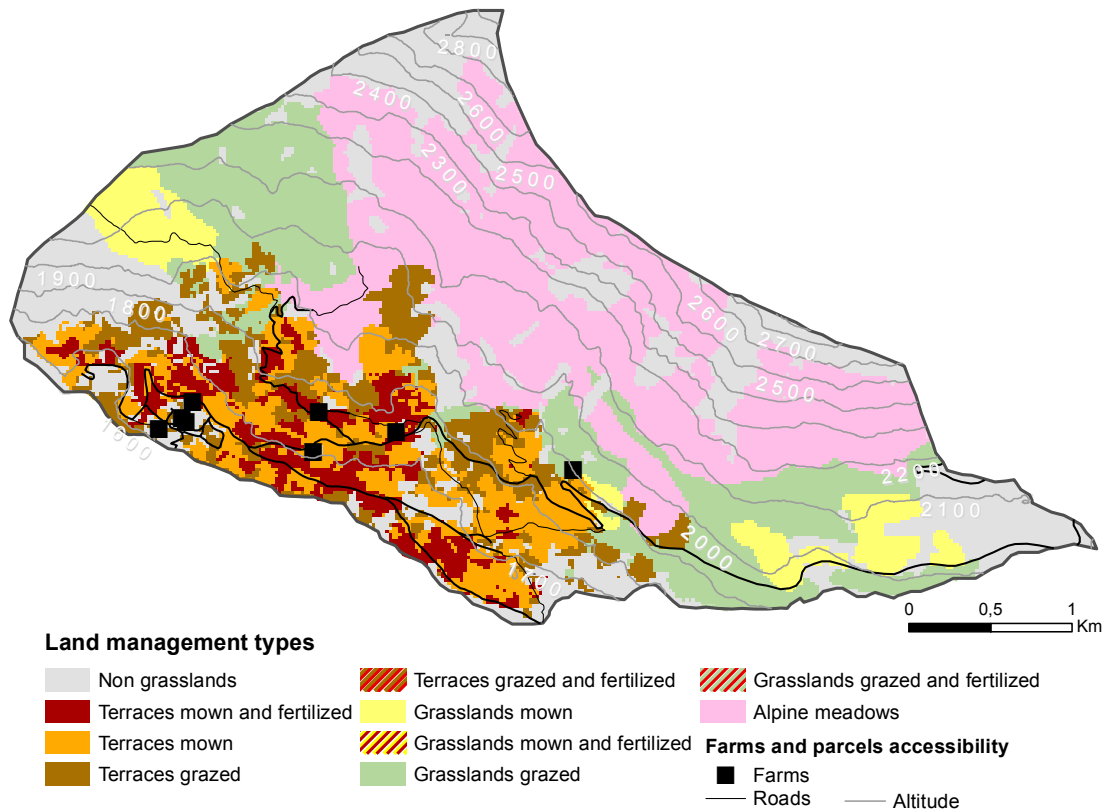 2800
2400
2600
2300
2500
1900
1800
2600
2700
2500
1600
2200
2100
2000
1700
0 0,5 1
Km
Land management types
Non grasslands
Terraces mown and fertilized
Terraces mown
Terraces grazed
Terraces grazed and fertilized
Grasslands mown
Grasslands mown and fertilized
Grasslands grazed
Grasslands grazed and fertilized
Alpine meadows
Farms and parcels accessibility
Farms
Roads
Altitude